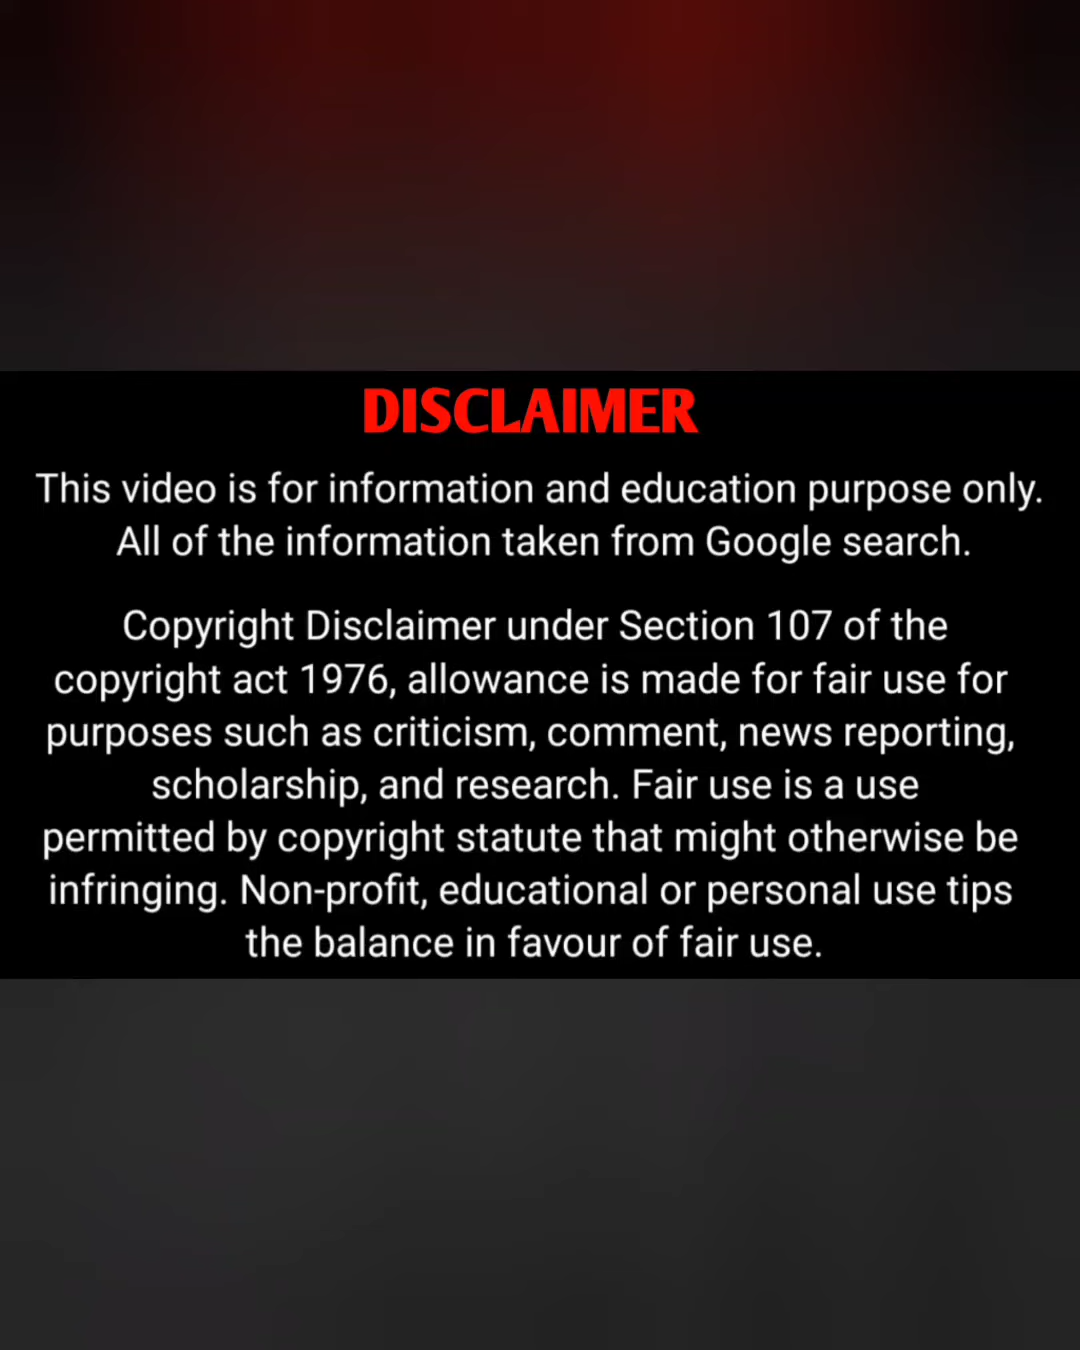 DISCLAIMER
This video is for information and education purpose only.
All of the information taken from Google search.
Copyright Disclaimer under Section 107 of the
copyright act 1976, allowance is made for fair use for
purposes such as criticism, comment, news reporting,
scholarship, and research. Fair use is a use
permitted by copyright statute that might otherwise be
infringing. Non-profit, educational or personal use tips
the balance in favour of fair use.